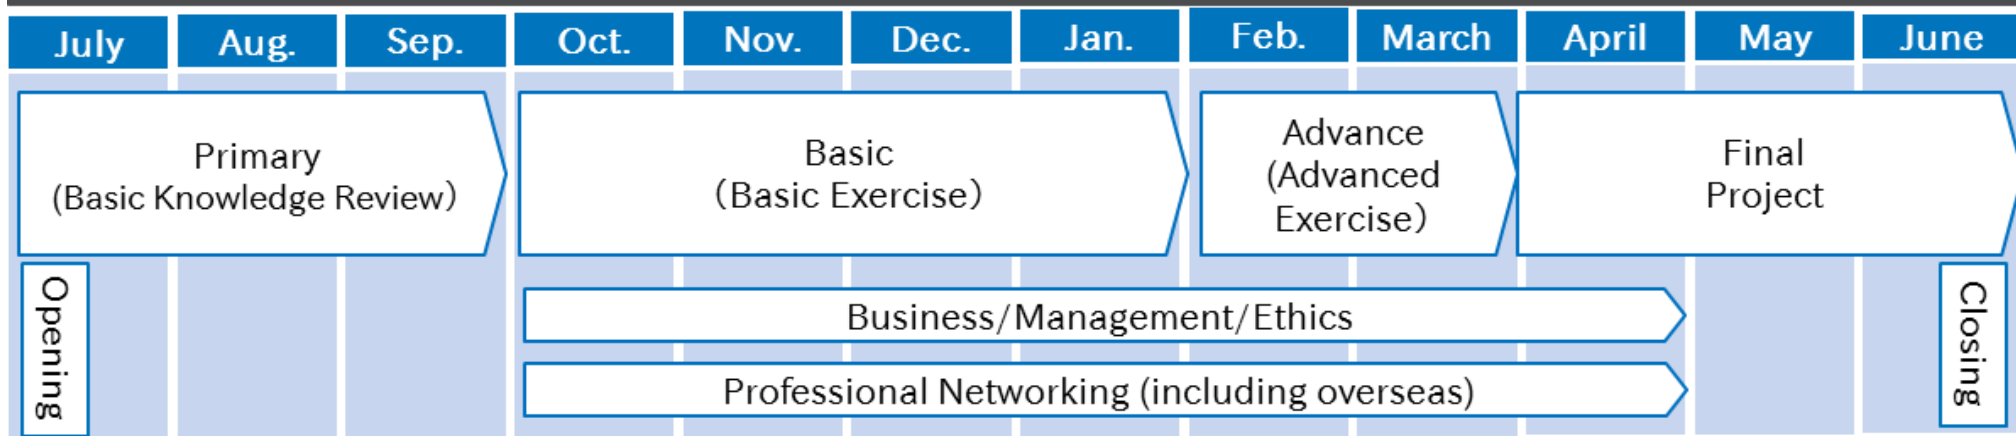 July Aug. Sep. Oct. Nov. Dec. Jan. Feb. March April May June
Primary
(Basic Knowledge Review）
Basic
（Basic Exercise）
Advance
(Advanced
Exercise）
Final
Project
Opening
Business/Management/Ethics
Professional Networking (including overseas)
Closing